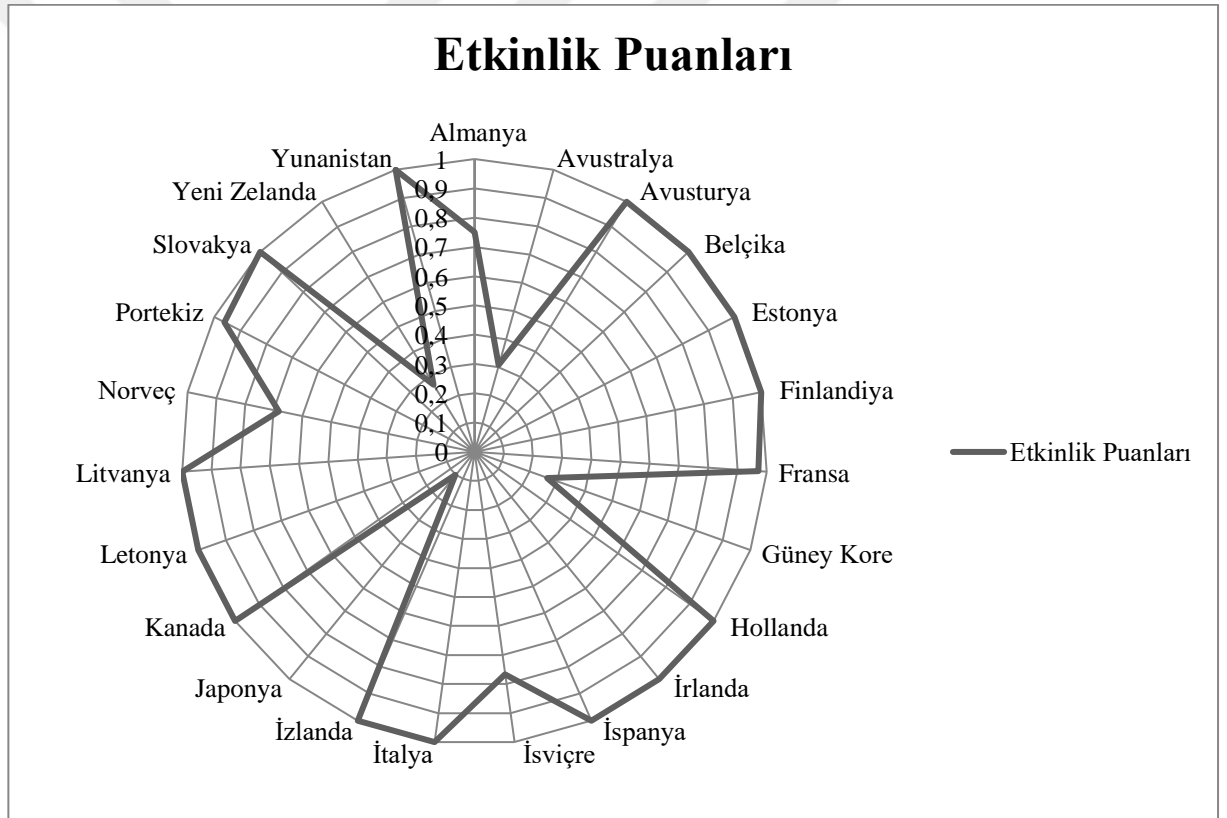 Etkinlik Puanları
Almanya
Avustralya
Avusturya
Belçika
Estonya
Finlandiya
Fransa
Güney Kore
Hollanda
İrlanda
İspanya
İsviçre
İtalya
İzlanda
Japonya
Kanada
Letonya
Litvanya
Norveç
Portekiz
Slovakya
Yeni Zelanda
Yunanistan
1
0,9
0,8
0,7
0,6
0,5
0,4
0,3
0,2
0,1
0
Etkinlik Puanları